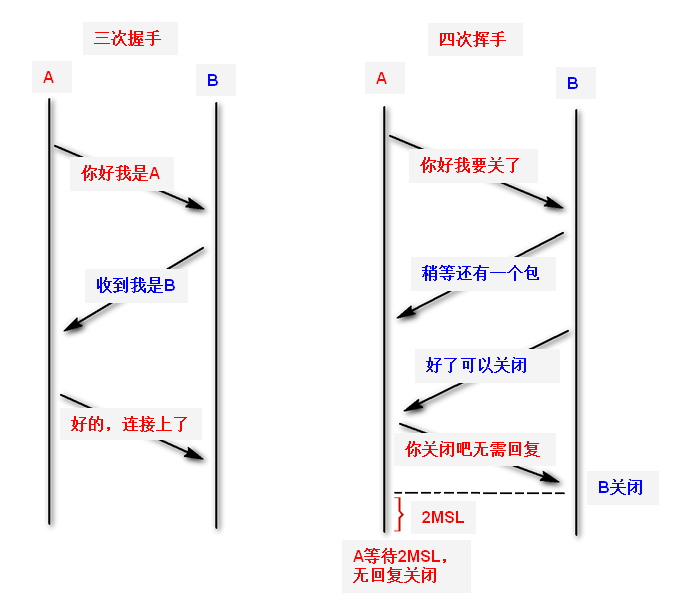 三次握手
A
B
你好我是A
收到我是B
好的，连接上了
四次挥手
A
B
你好我要关了
稍等还有一个包
好了可以关闭
你关闭吧无需回复
B关闭
2MSL
A等待2MSL，
无回复关闭